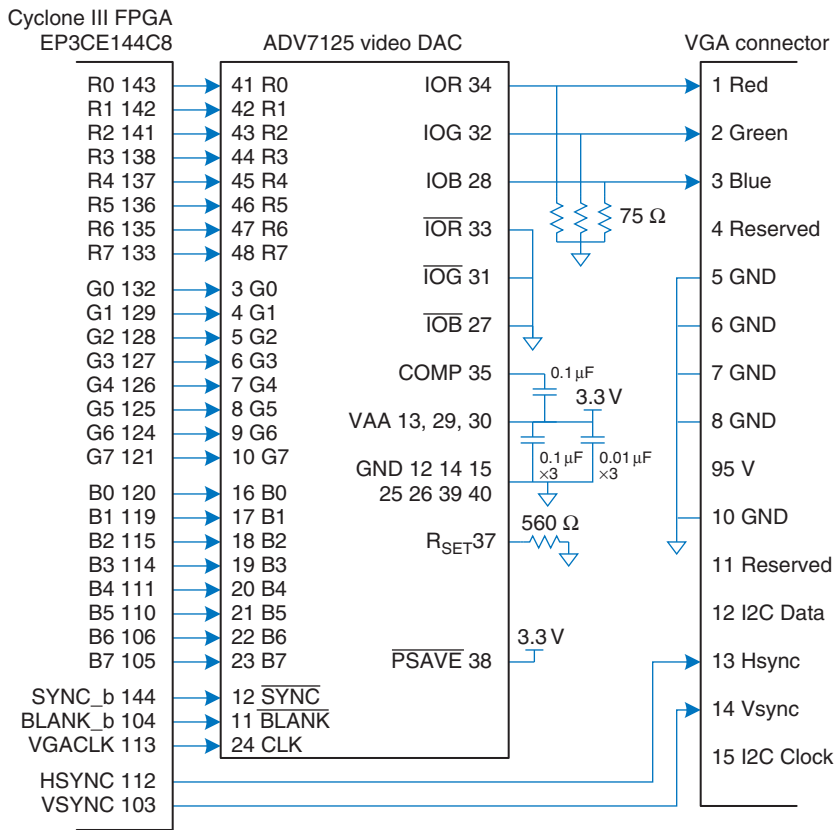 Cyclone III FPGA
EP3CE144C8
ADV7125 video DAC
VGA connector
R0 143
R1 142
R2 141
R3 138
R4 137
R5 136
R6 135
R7 133
G0 132
G1 129
G2 128
G3 127
G4 126
G5 125
G6 124
G7 121
B0 120
B1 119
B2 115
B3 114
B4 111
B5 110
B6 106
B7 105
SYNC_b 144
BLANK_b 104
VGACLK 113
HSYNC 112
VSYNC 103
41 R0
42 R1
43 R2
44 R3
45 R4
46 R5
47 R6
48 R7
3 G0
4 G1
5 G2
6 G3
7 G4
8 G5
9 G6
10 G7
16 B0
17 B1
18 B2
19 B3
20 B4
21 B5
22 B6
23 B7
12 SYNC
11 BLANK
24 CLK
IOR 34
IOG 32
IOB 28
IOR 33
IOG 31
IOB 27
COMP 35
VAA 13, 29, 30
GND 12 14 15
25 26 39 40
RSET37
PSAVE 38
75 Ω
0.1 µF
3.3 V
0.1 µF
×3
0.01 µF
×3
560 Ω
3.3 V
1 Red
2 Green
3 Blue
4 Reserved
5 GND
6 GND
7 GND
8 GND
95 V
10 GND
11 Reserved
12 I2C Data
13 Hsync
14 Vsync
15 I2C Clock